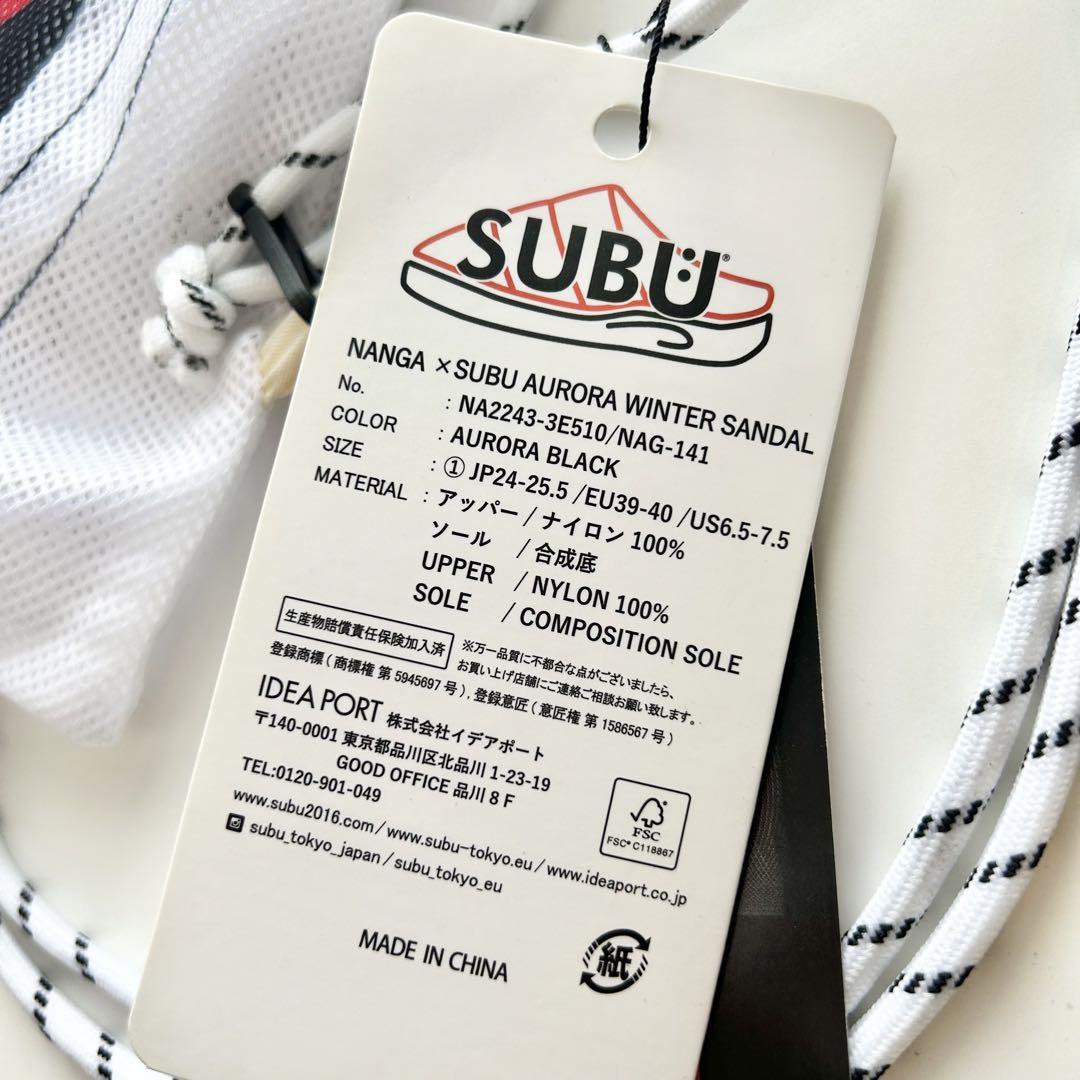 SUBU®
NANGA ×SUBU AURORA WINTER SANDAL
No. : NA2243-3E510/NAG-141
COLOR : AURORA BLACK
SIZE : ① JP24-25.5 /EU39-40 /US6.5-7.5
MATERIAL : アッパー / ナイロン 100%
ソール / 合成底
UPPER / NYLON 100%
SOLE / COMPOSITION SOLE
生産物賠償責任保険加入済
※万一品質に不都合な点がございましたら、
お買い上げ店舗にご連絡ご相談お願い致します。
登録商標 ( 商標権 第 5945697 号 ) , 登録意匠 ( 意匠権 第 1586567 号 )
IDEA PORT 株式会社イデアポート
〒140-0001 東京都品川区北品川 1-23-19
GOOD OFFICE 品川 8 F
TEL:0120-901-049
www.subu2016.com / www.subu-tokyo.eu / www.ideaport.co.jp
subu_tokyo_japan / subu_tokyo_eu
FSC
FSC® C118867
MADE IN CHINA
紙